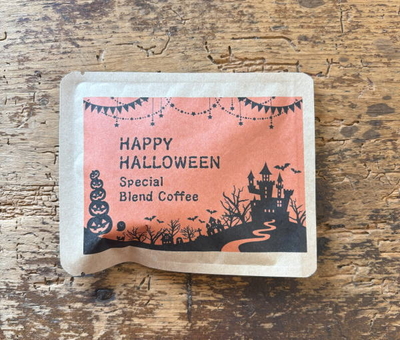 HAPPY
HALLOWEEN
Special
Blend Coffee